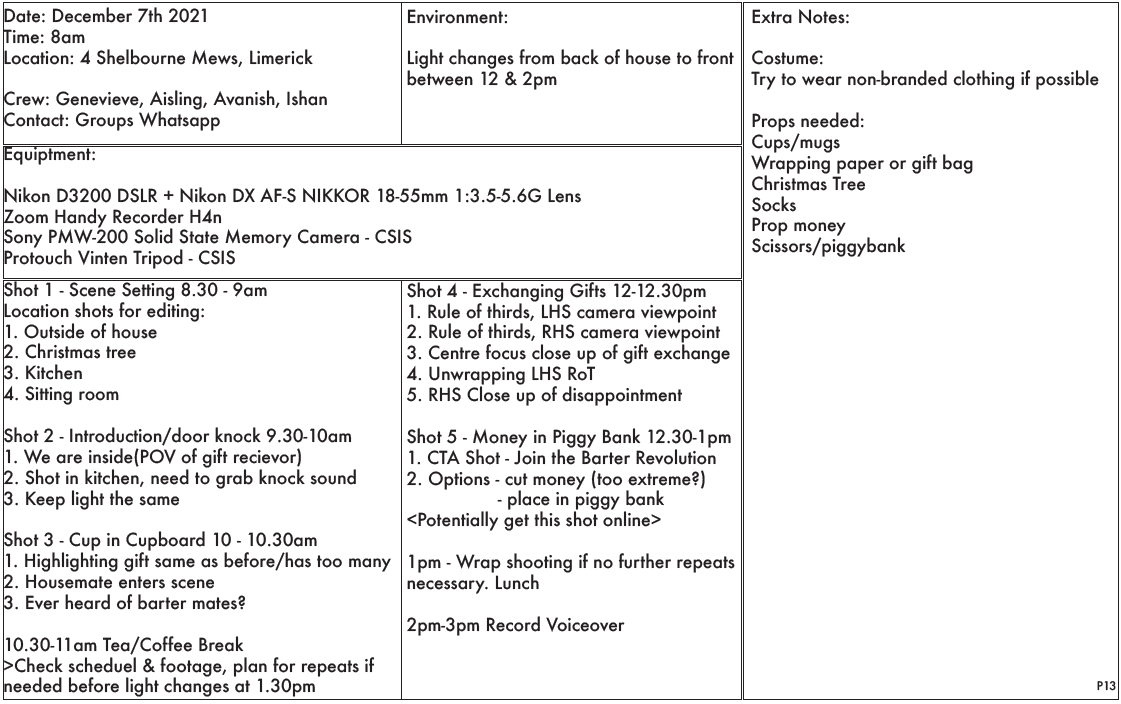 Date: December 7th 2021
Time: 8am
Location: 4 Shelbourne Mews, Limerick
Crew: Genevieve, Aisling, Avanish, Ishan
Contact: Groups Whatsapp
Environment:
Light changes from back of house to front
between 12 & 2pm
Equiptment:
Nikon D3200 DSLR + Nikon DX AF-S NIKKOR 18-55mm 1:3.5-5.6G Lens
Zoom Handy Recorder H4n
Sony PMW-200 Solid State Memory Camera - CSIS
Protouch Vinten Tripod - CSIS
Shot 1 - Scene Setting 8.30 - 9am
Location shots for editing:
1. Outside of house
2. Christmas tree
3. Kitchen
4. Sitting room
Shot 2 - Introduction/door knock 9.30-10am
1. We are inside(POV of gift recievor)
2. Shot in kitchen, need to grab knock sound
3. Keep light the same
Shot 3 - Cup in Cupboard 10 - 10.30am
1. Highlighting gift same as before/has too many
2. Housemate enters scene
3. Ever heard of barter mates?
10.30-11am Tea/Coffee Break
>Check scheduel & footage, plan for repeats if
needed before light changes at 1.30pm
Shot 4 - Exchanging Gifts 12-12.30pm
1. Rule of thirds, LHS camera viewpoint
2. Rule of thirds, RHS camera viewpoint
3. Centre focus close up of gift exchange
4. Unwrapping LHS RoT
5. RHS Close up of disappointment
Shot 5 - Money in Piggy Bank 12.30-1pm
1. CTA Shot - Join the Barter Revolution
2. Options - cut money (too extreme?)
- place in piggy bank
<Potentially get this shot online>
1pm - Wrap shooting if no further repeats
necessary. Lunch
2pm-3pm Record Voiceover
Extra Notes:
Costume:
Try to wear non-branded clothing if possible
Props needed:
Cups/mugs
Wrapping paper or gift bag
Christmas Tree
Socks
Prop money
Scissors/piggybank
P13